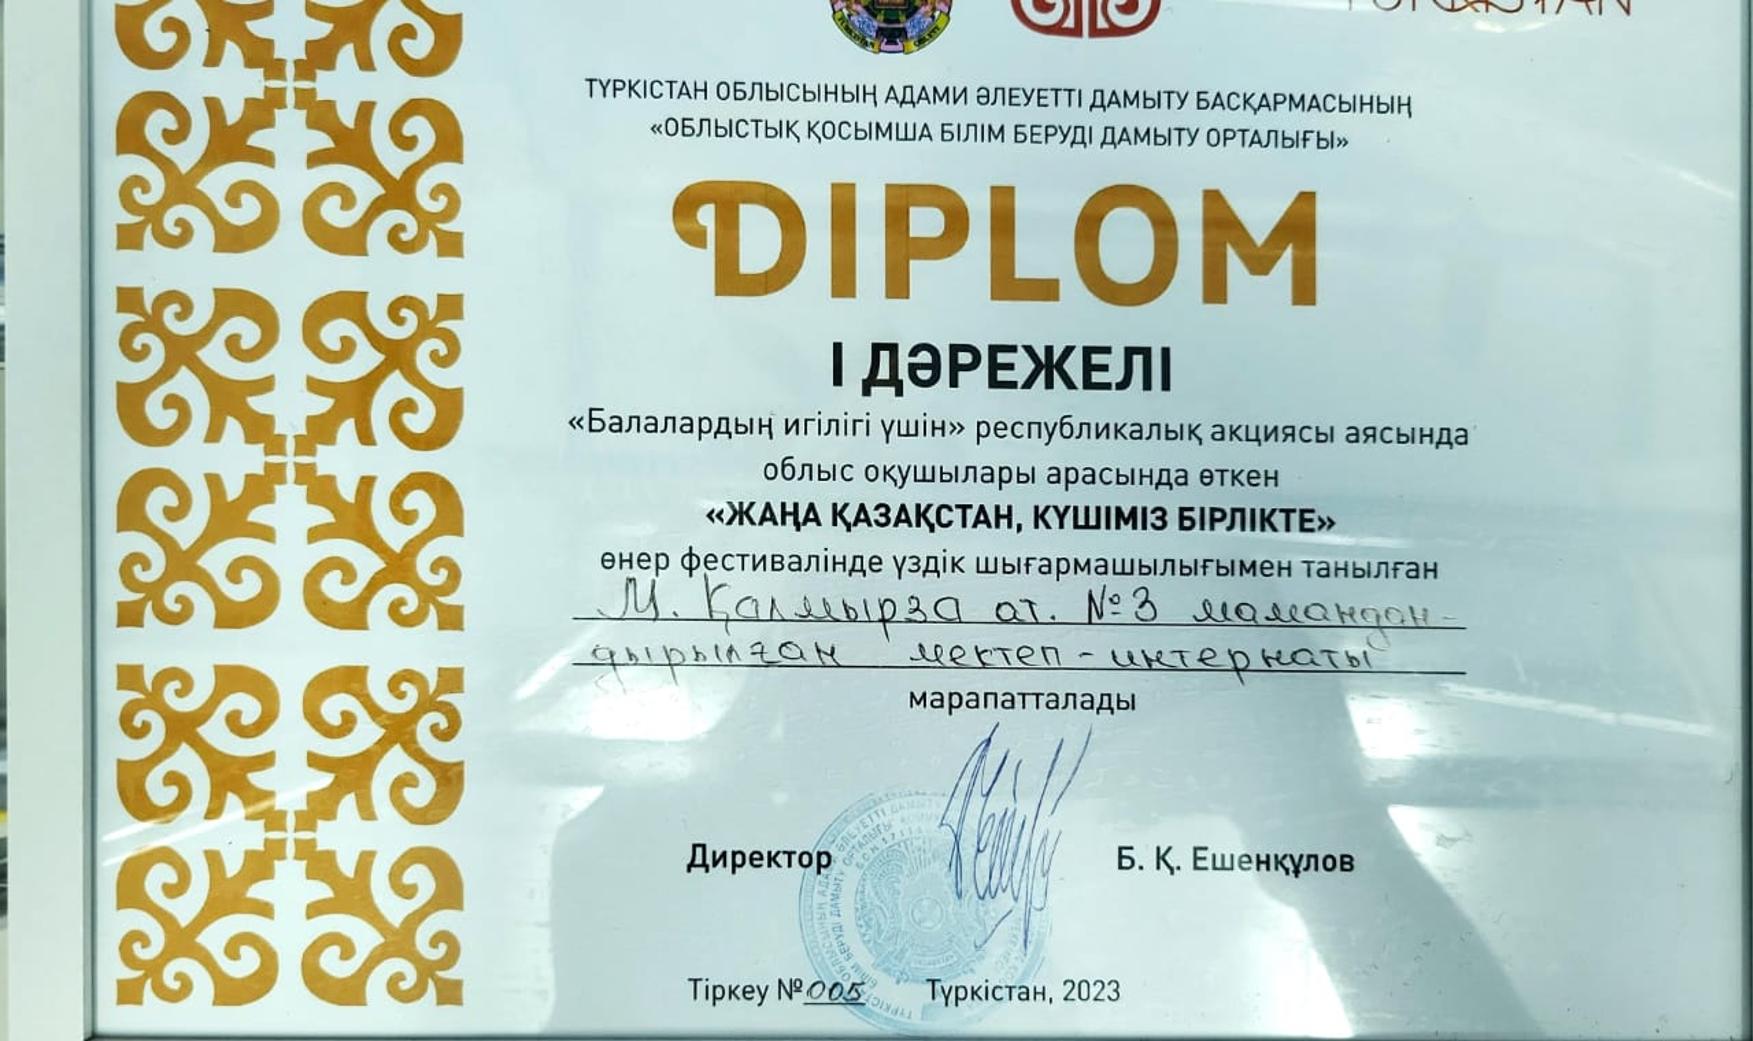 TURKISTAN
ТҮРКІСТАН ОБЛЫСЫНЫҢ АДАМИ ӘЛЕУЕТТІ ДАМЫТУ БАСҚАРМАСЫНЫҢ
«ОБЛЫСТЫҚ ҚОСЫМША БІЛІМ БЕРУДІ ДАМЫТУ ОРТАЛЫҒЫ»
DIPLOM
І ДӘРЕЖЕЛІ
«Балалардың игілігі үшін» республикалық акциясы аясында
облыс оқушылары арасында өткен
«ЖАҢА ҚАЗАҚСТАН, КҮШІМІЗ БІРЛІКТЕ»
өнер фестивалінде үздік шығармашылығымен танылған
М. Қалмырза ат. №3 мамандан-
дырылған мектеп-интернаты
марапатталады
Директор Б. Қ. Ешенқұлов
Тіркеу №005 Түркістан, 2023